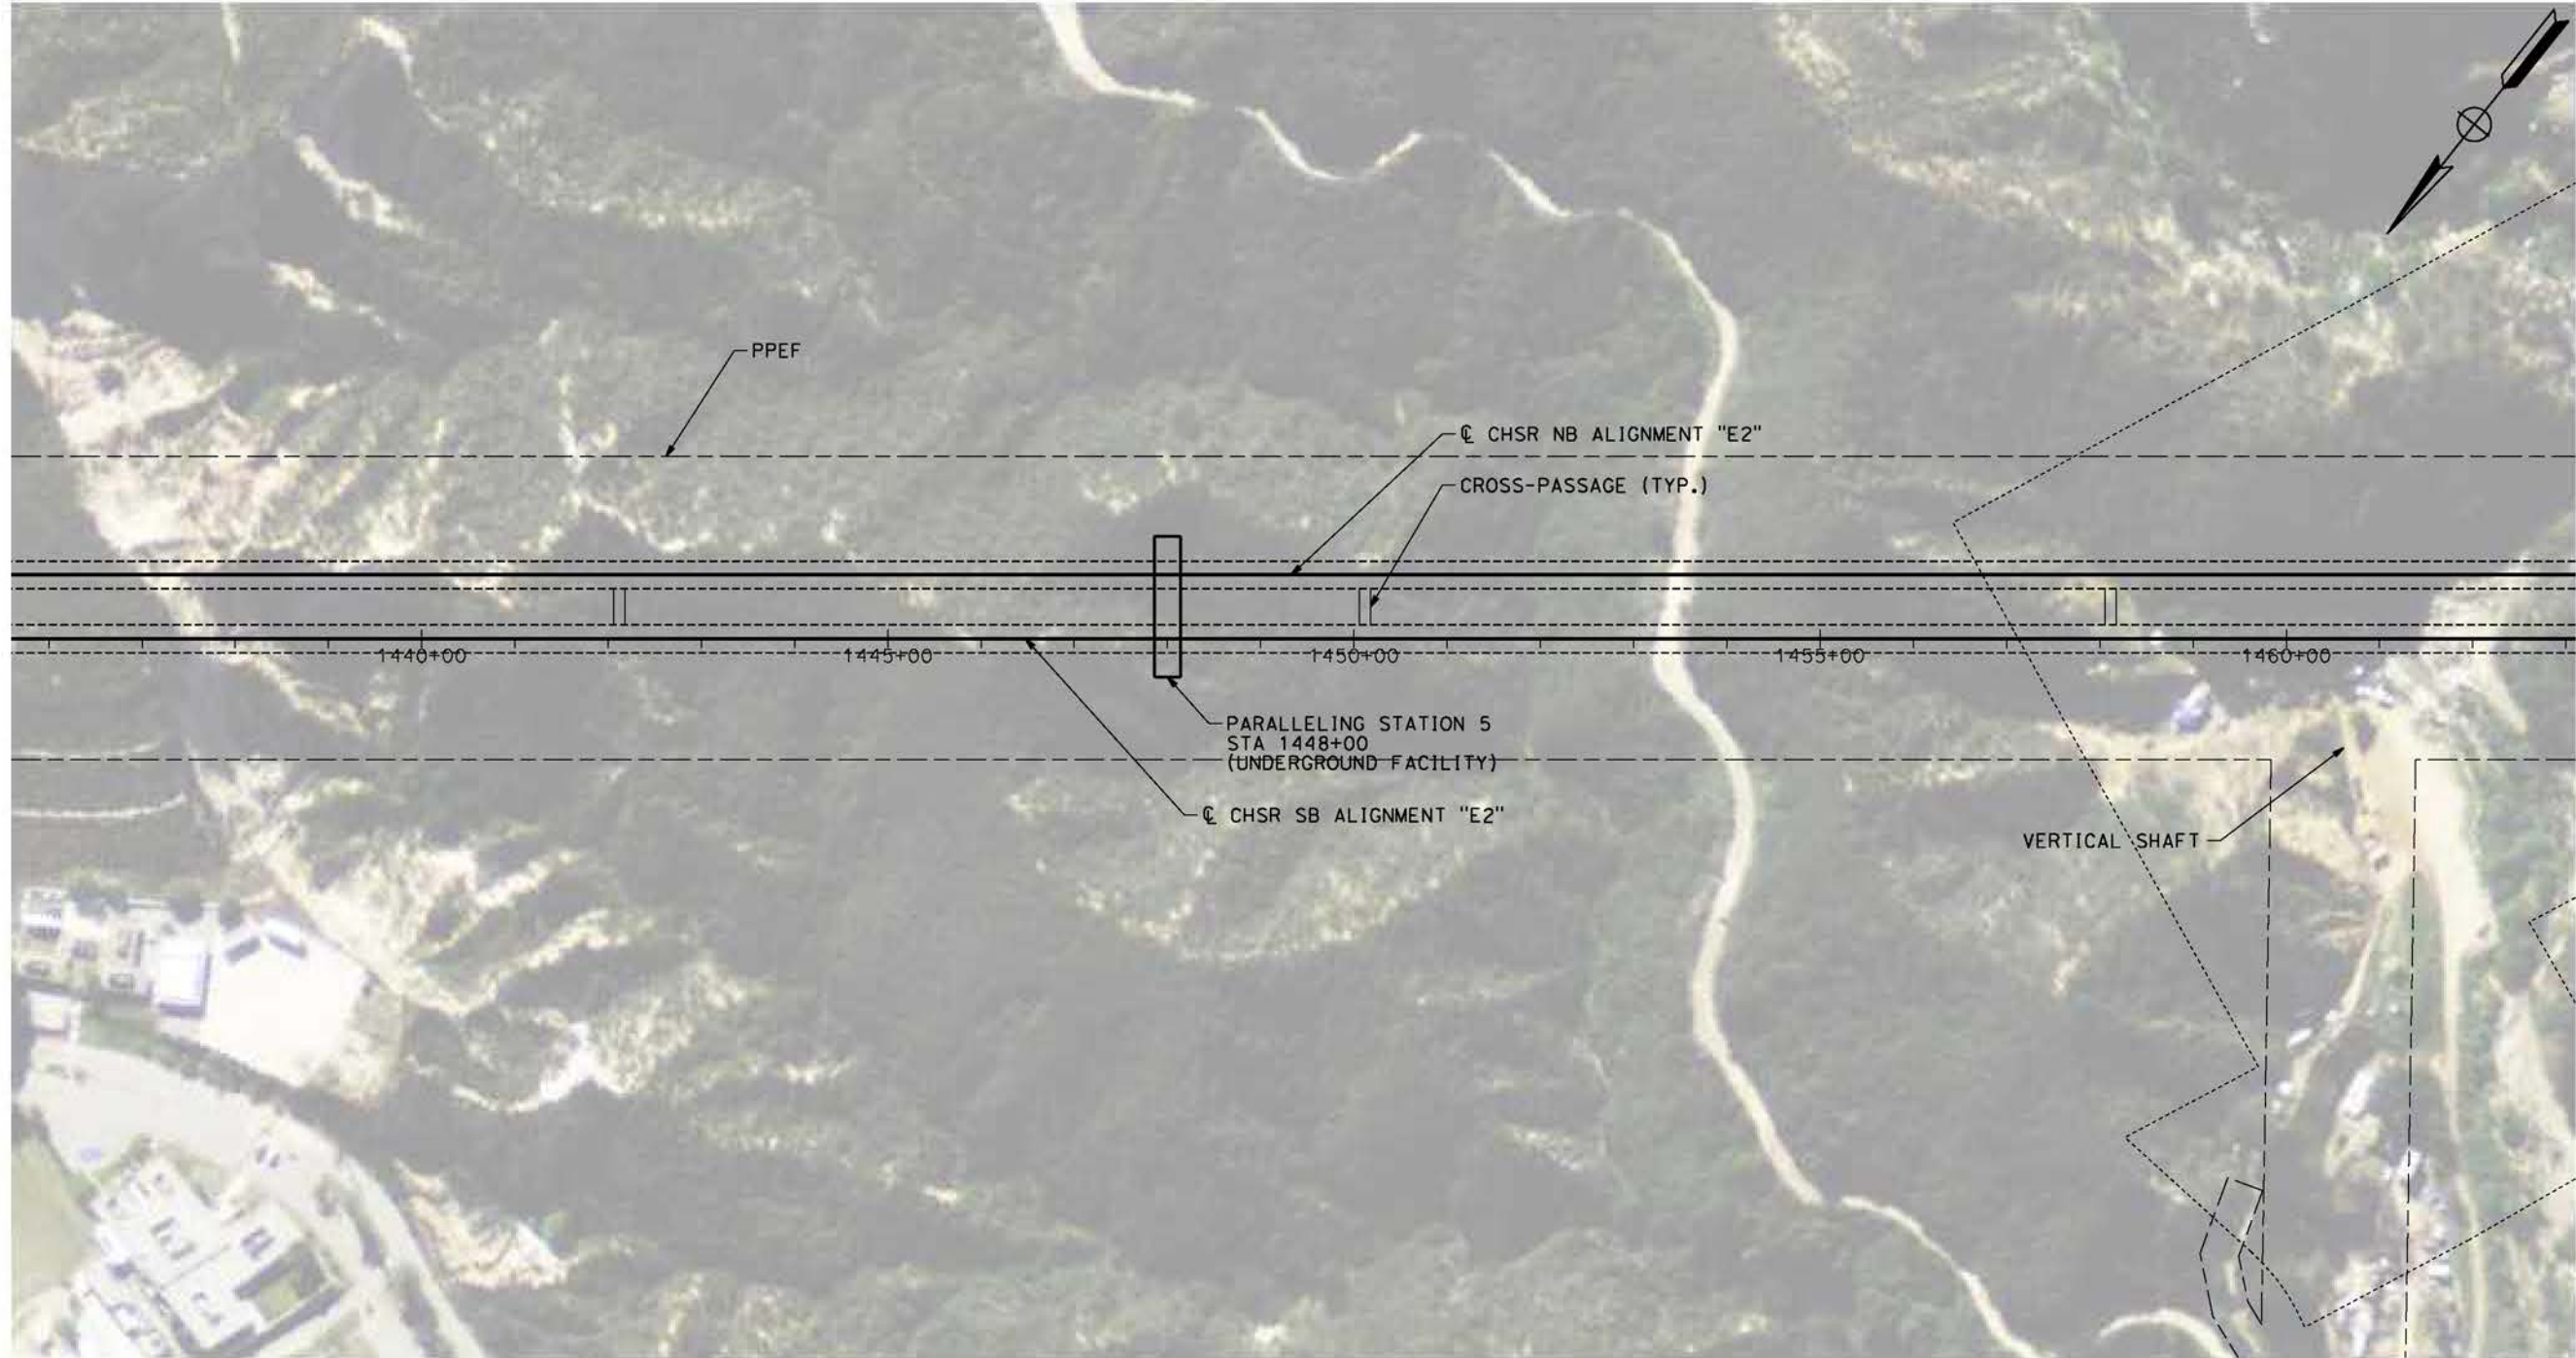 PPEF
℄ CHSR NB ALIGNMENT "E2"
CROSS-PASSAGE (TYP.)
1440+00
1445+00
1450+00
1455+00
1460+00
PARALLELING STATION 5
STA 1448+00
(UNDERGROUND FACILITY)
℄ CHSR SB ALIGNMENT "E2"
VERTICAL SHAFT